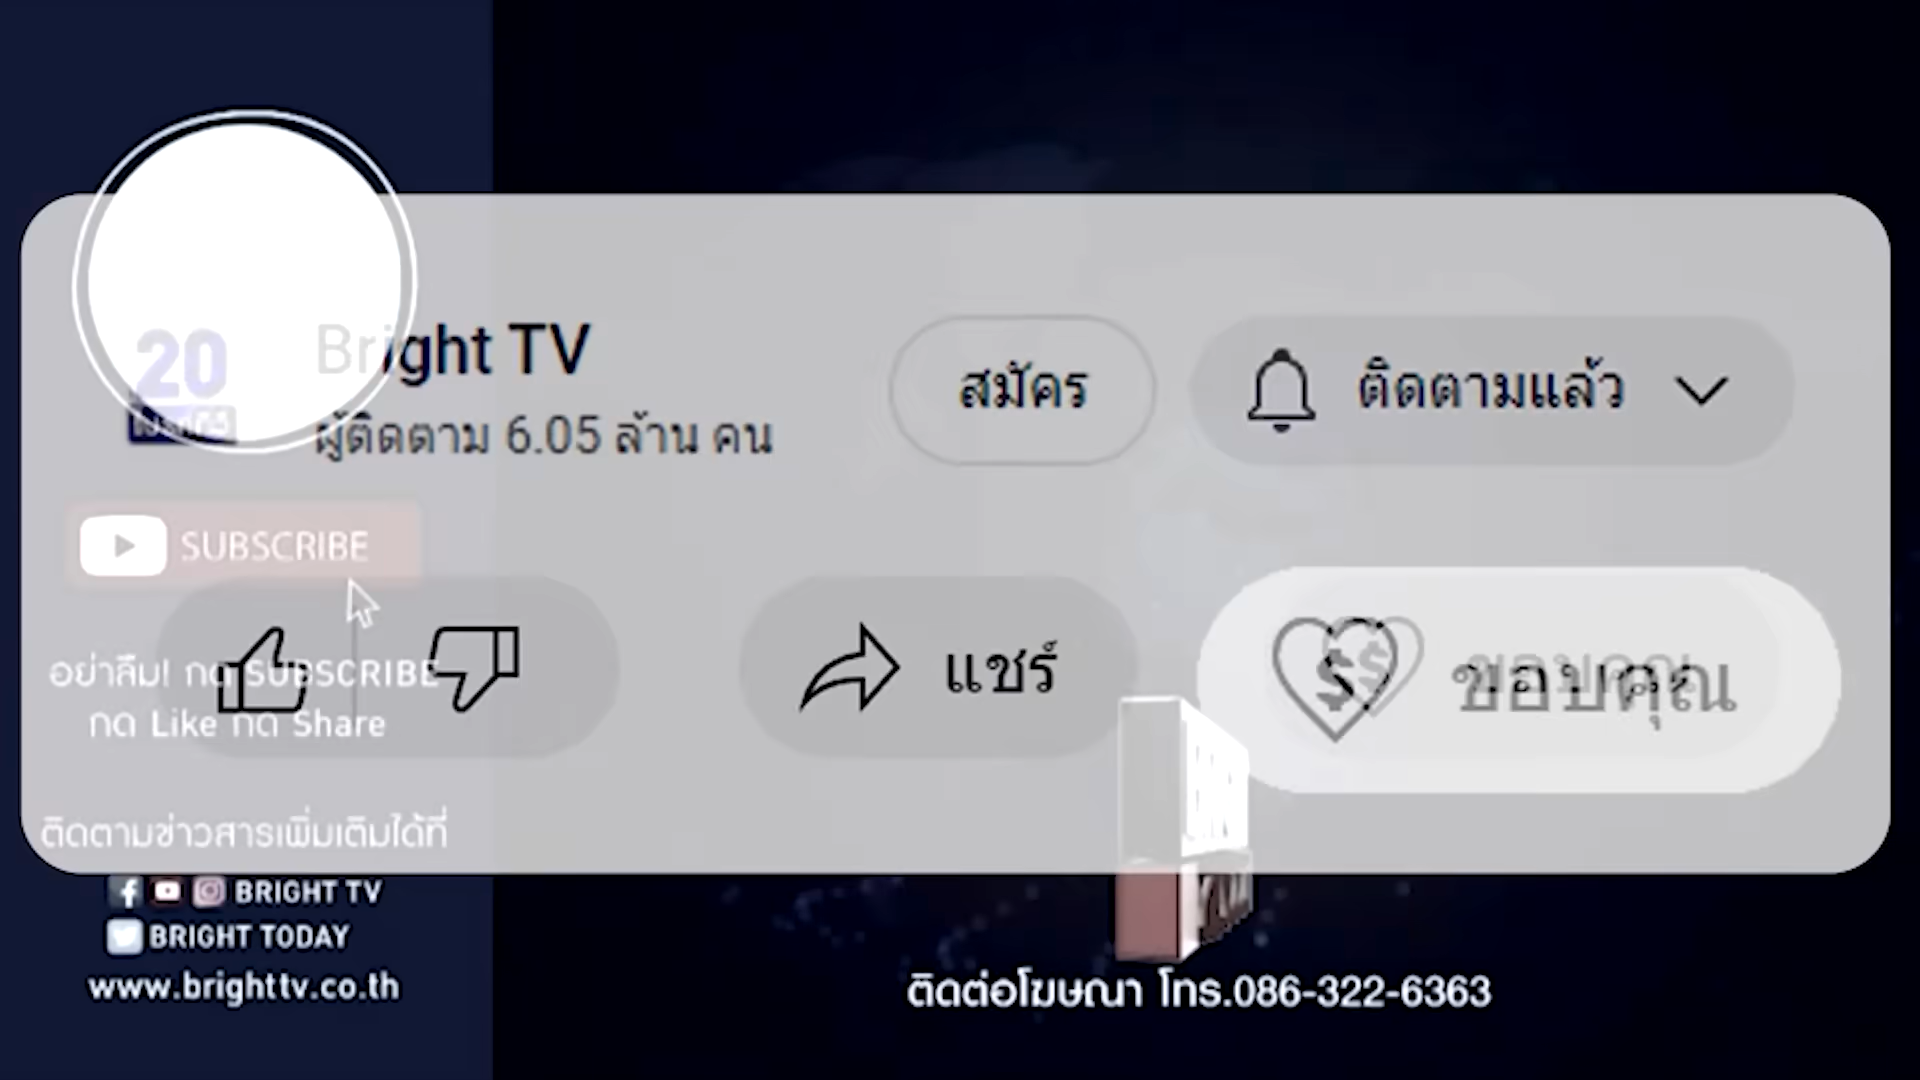 20
Bright TV
ผู้ติดตาม 6.05 ล้าน คน
สมัคร
ติดตามแล้ว
SUBSCRIBE
แชร์
ขอบคุณ
อย่าลืม! กด SUBSCRIBE
กด Like กด Share
ติดตามข่าวสารเพิ่มเติมได้ที่
BRIGHT TV
BRIGHT TODAY
www.brighttv.co.th
ติดต่อโฆษณา โทร.086-322-6363